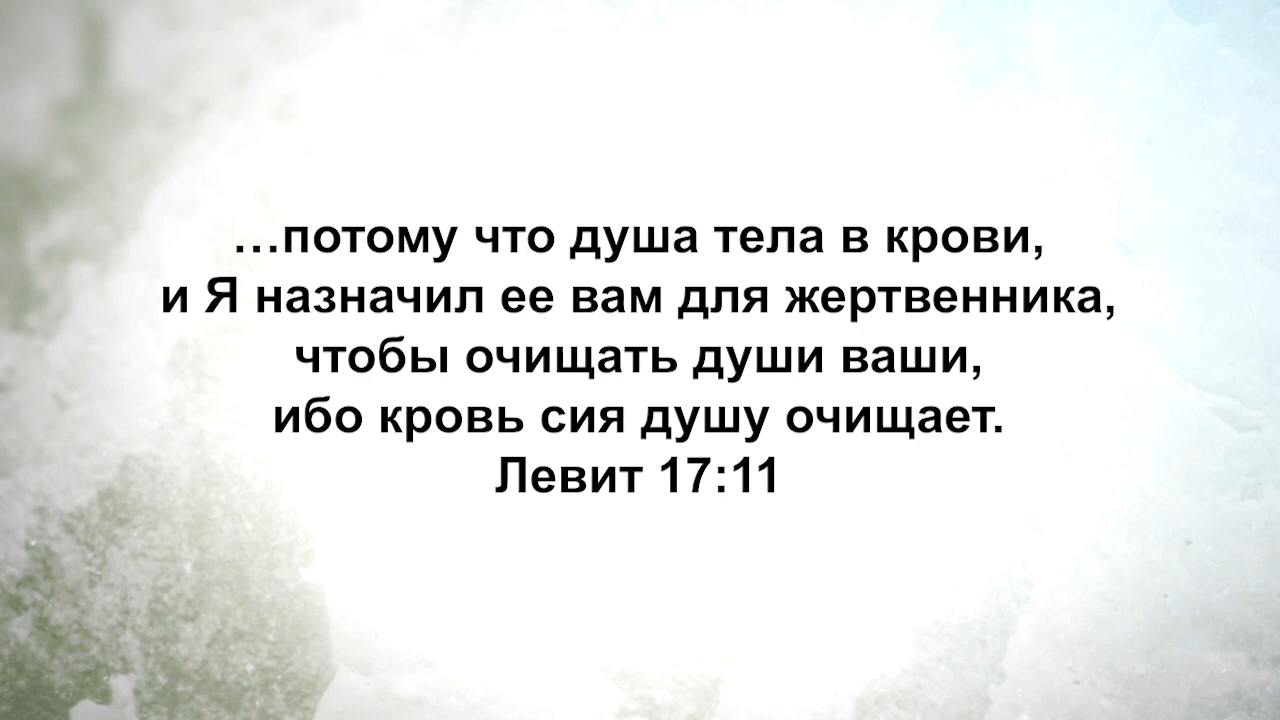 …потому что душа тела в крови,
и Я назначил ее вам для жертвенника,
чтобы очищать души ваши,
ибо кровь сия душу очищает.
Левит 17:11